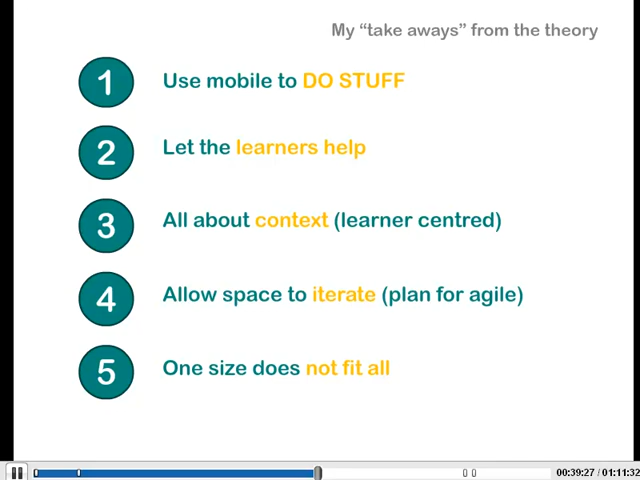 My “take aways” from the theory
1 Use mobile to DO STUFF
2 Let the learners help
3 All about context (learner centred)
4 Allow space to iterate (plan for agile)
5 One size does not fit all
00:39:27 / 01:11:32